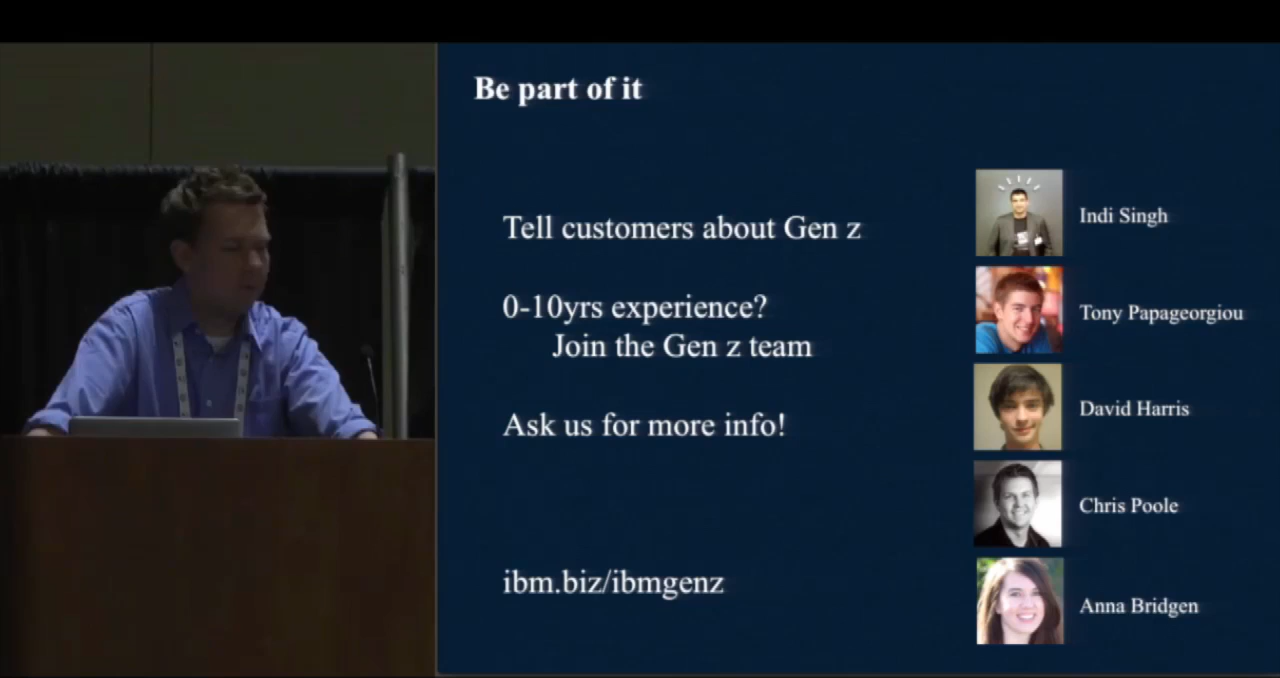 Be part of it
Tell customers about Gen z
0-10yrs experience?
Join the Gen z team
Ask us for more info!
ibm.biz/ibmgenz
Indi Singh
Tony Papageorgiou
David Harris
Chris Poole
Anna Bridgen